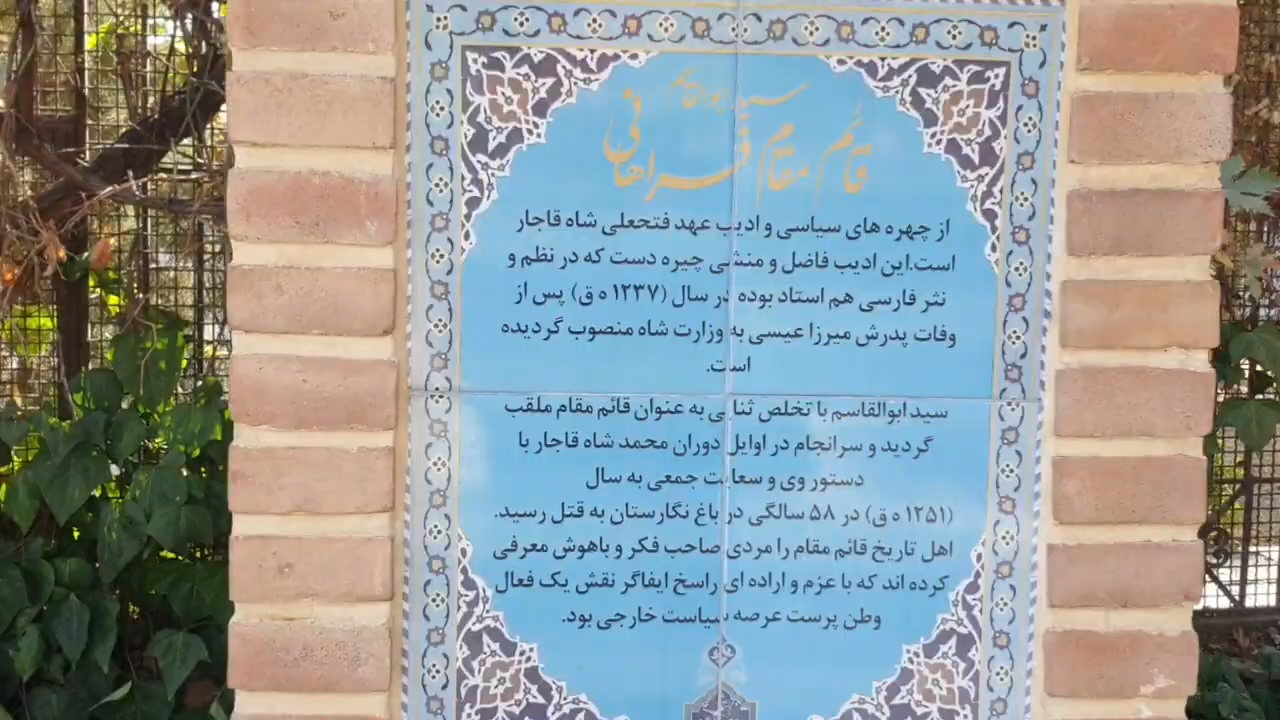 سید ابوالقاسم
قائم مقام فراهانی
از چهره های سیاسی و ادیب عهد فتحعلی شاه قاجار
است.این ادیب فاضل و منشی چیره دست که در نظم و
نثر فارسی هم استاد بوده در سال (۱۲۳۷ ه ق) پس از
وفات پدرش میرزا عیسی به وزارت شاه منصوب گردیده
است.
سید ابوالقاسم با تخلص ثنایی به عنوان قائم مقام ملقب
گردید و سرانجام در اوایل دوران محمد شاه قاجار با
دستور وی و سعایت جمعی به سال
(۱۲۵۱ ه ق) در ۵۸ سالگی در باغ نگارستان به قتل رسید.
اهل تاریخ قائم مقام را مردی صاحب فکر و باهوش معرفی
کرده اند که با عزم و اراده ای راسخ ایفاگر نقش یک فعال
وطن پرست عرصه سیاست خارجی بود.